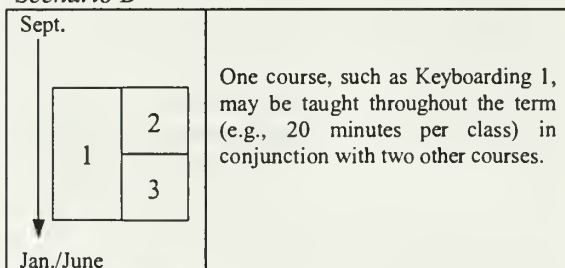 Sept.
1
2
3
Jan./June
One course, such as Keyboarding 1,
may be taught throughout the term
(e.g., 20 minutes per class) in
conjunction with two other courses.